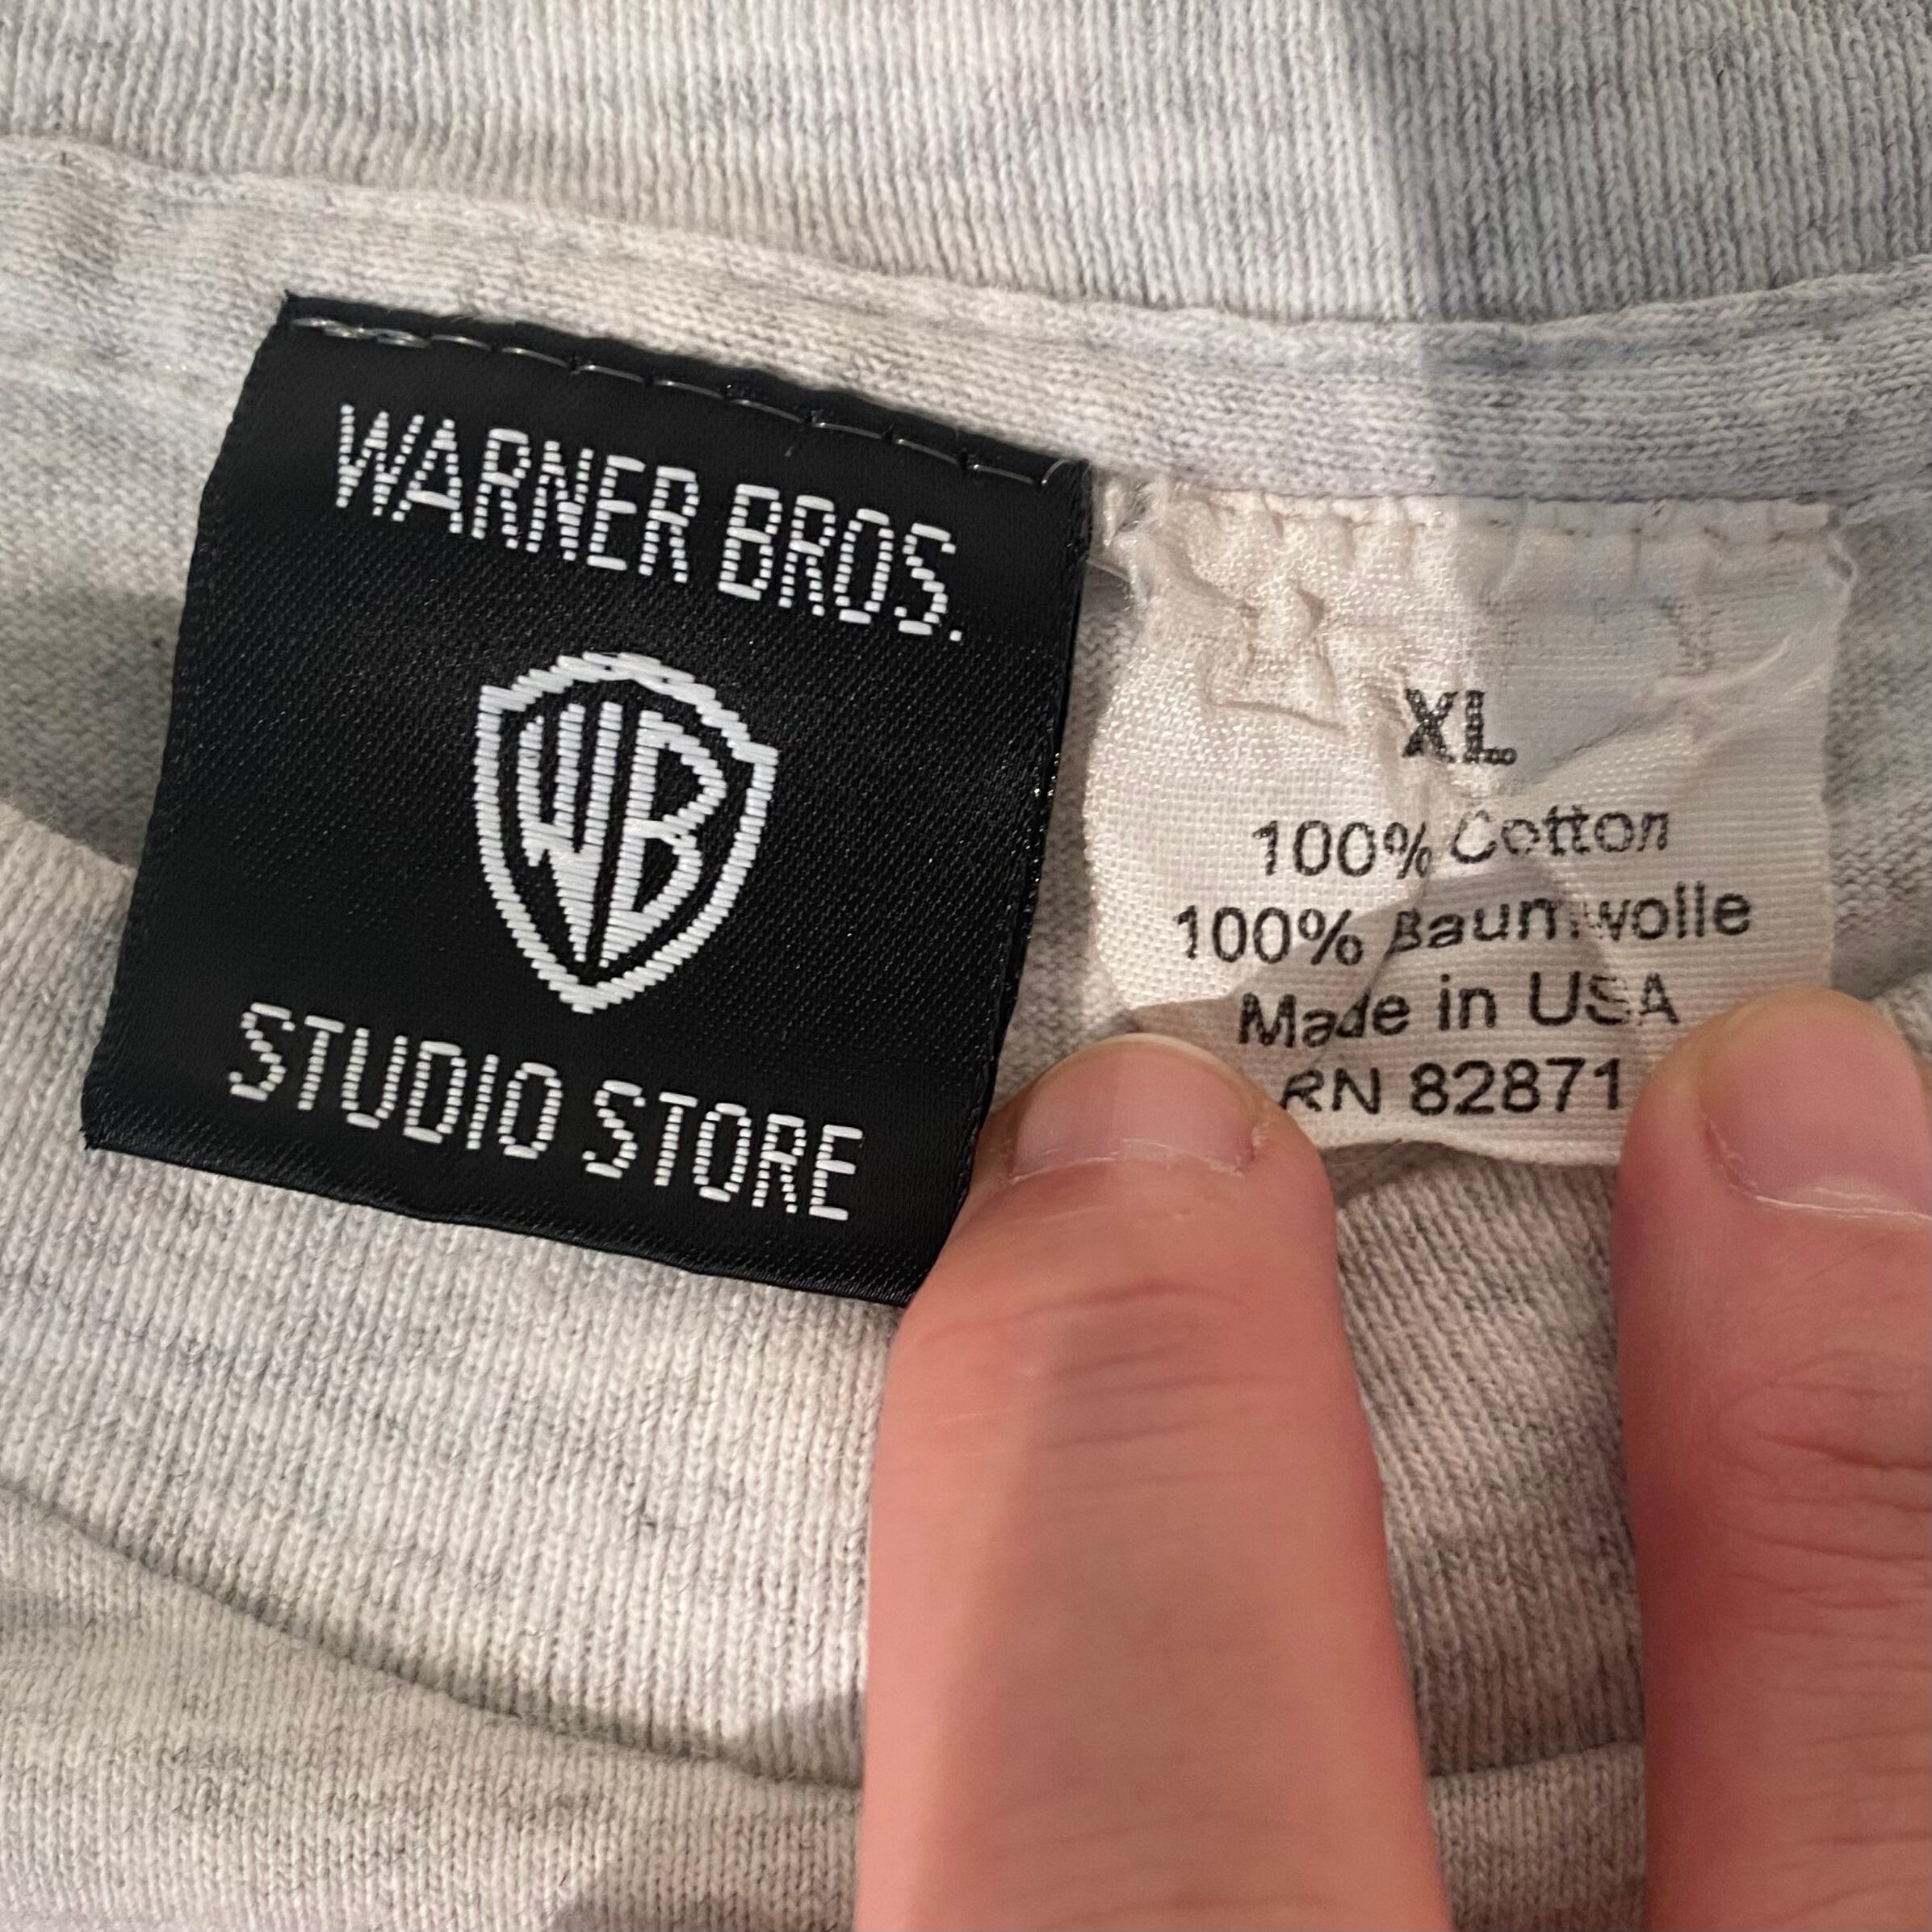 WARNER BROS.
WB
STUDIO STORE
XL
100% Cotton
100% Baumwolle
Made in USA
RN 82871